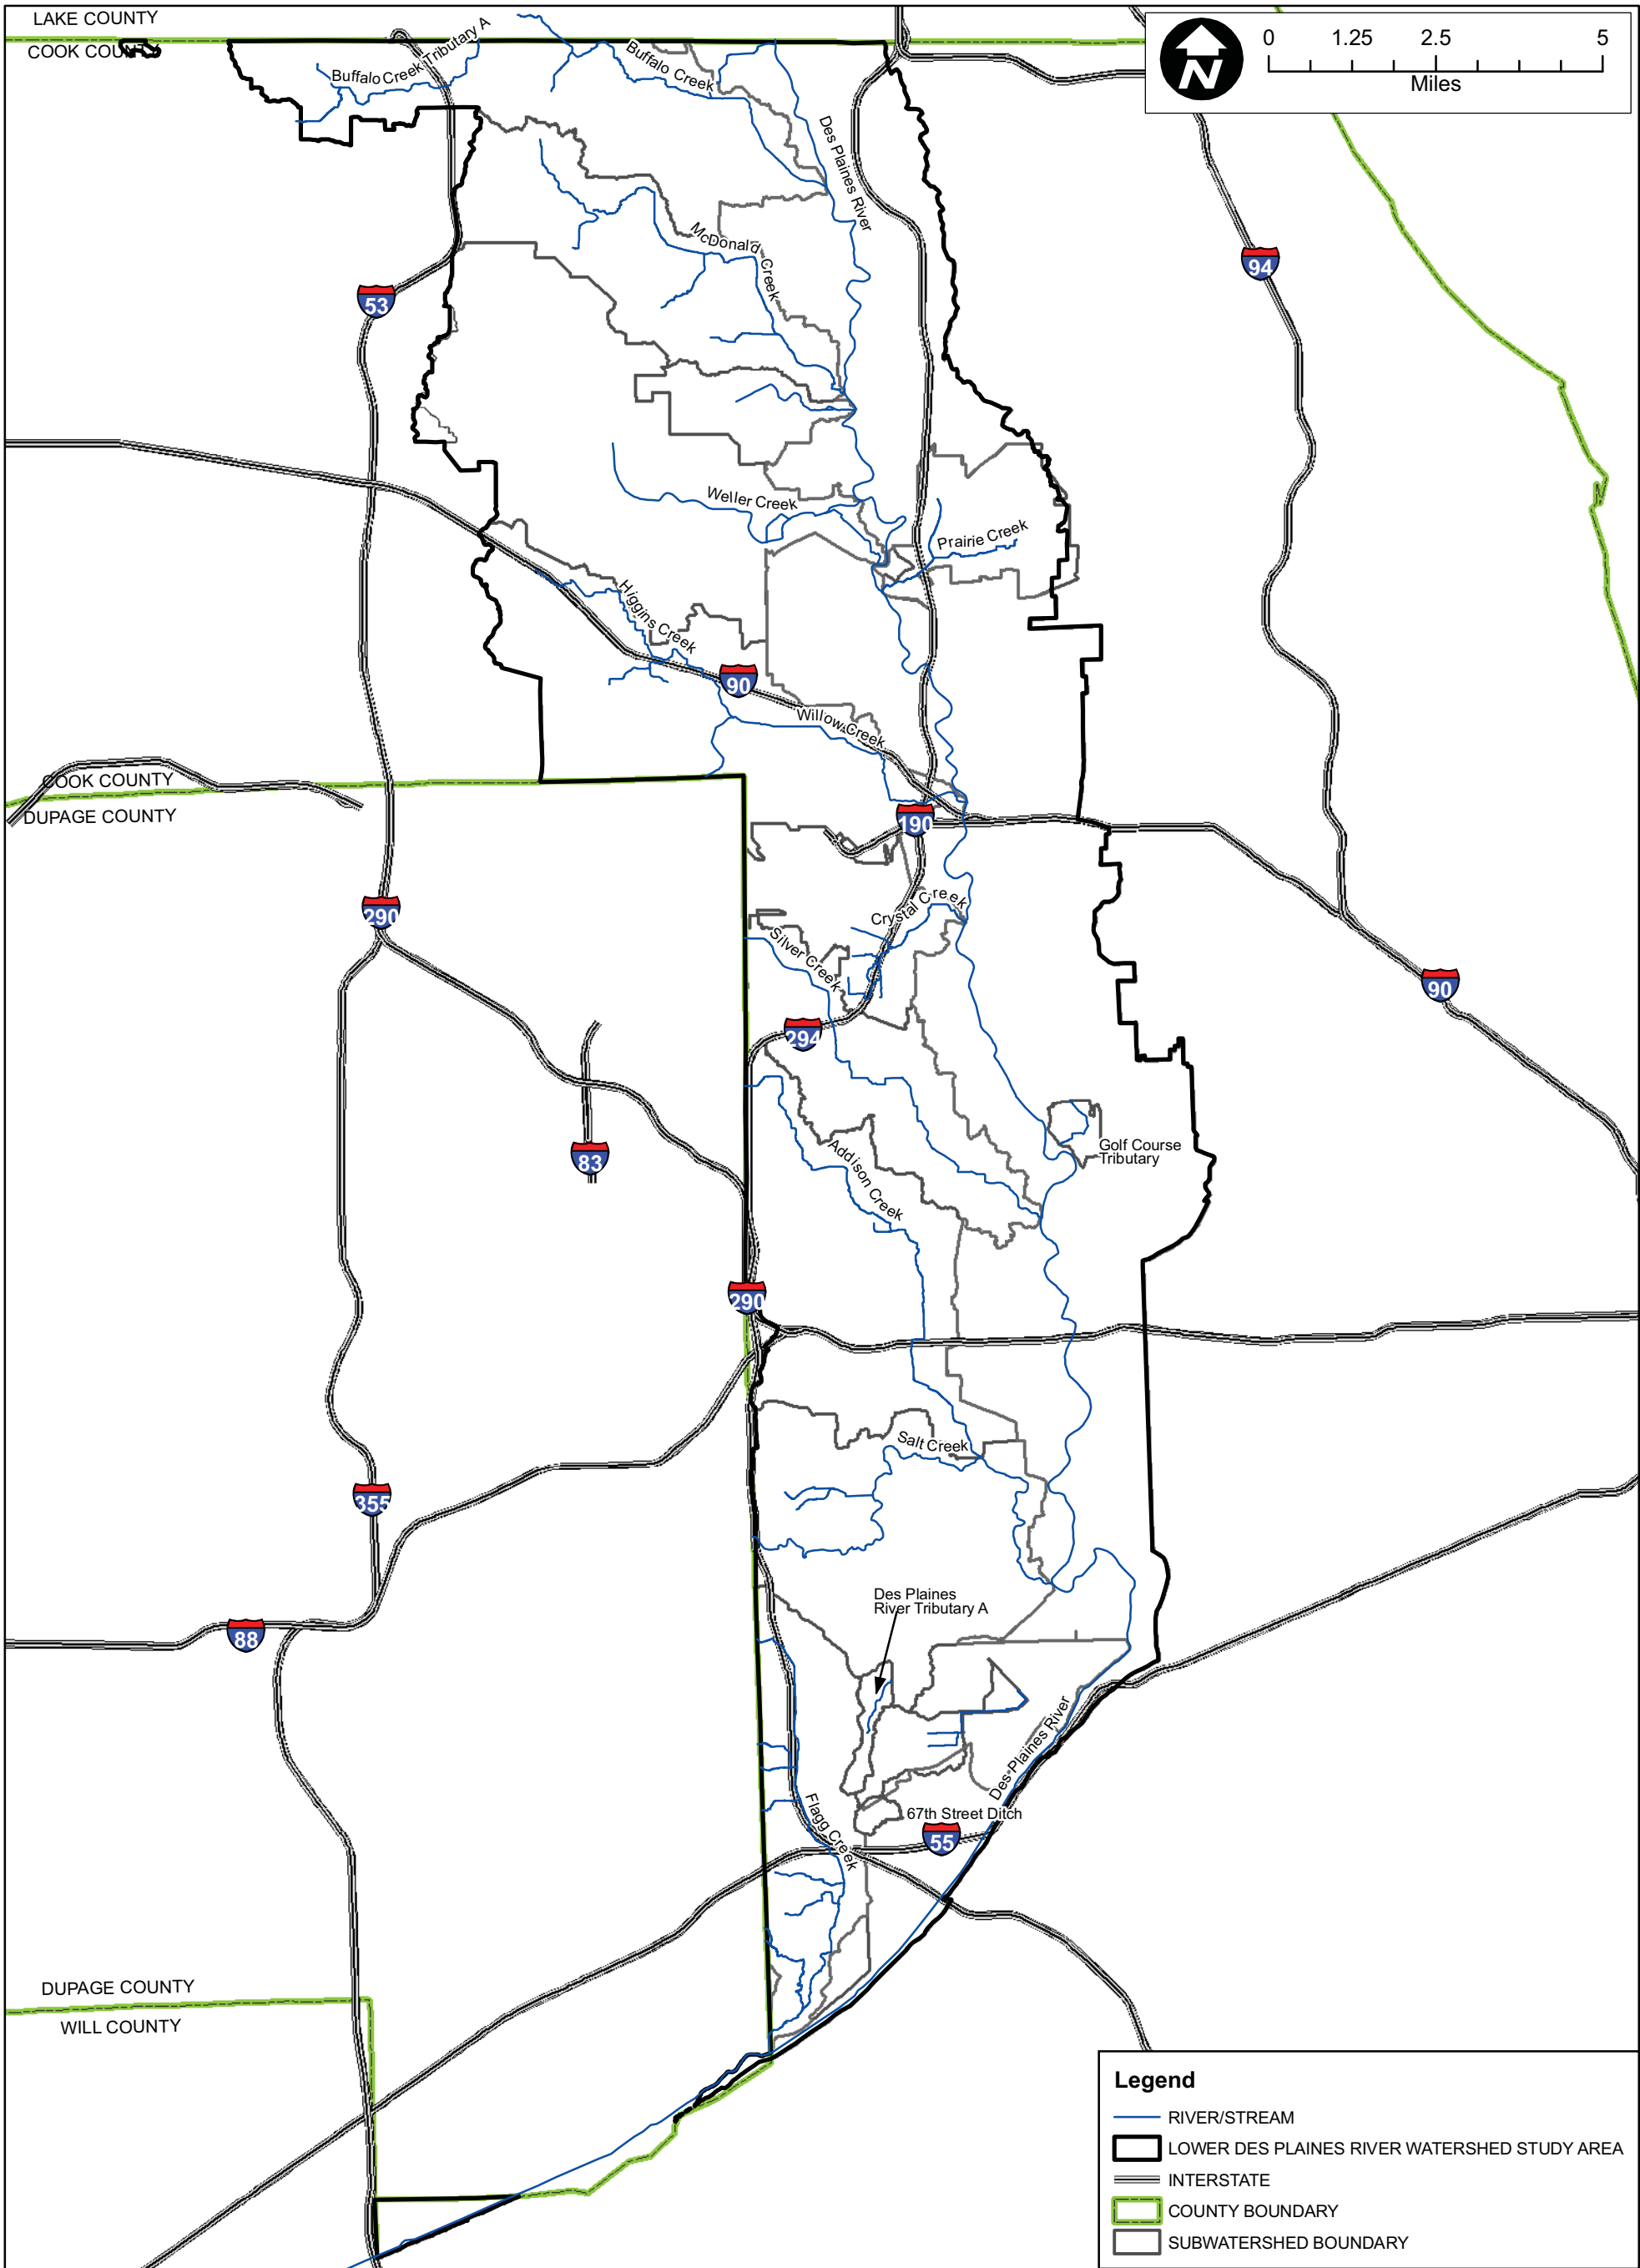 LAKE COUNTY
COOK COUNTY
Buffalo Creek Tributary A
Buffalo Creek
Des Plaines River
N
0 1.25 2.5 5
Miles
McDonald Creek
53
94
Weller Creek
Prairie Creek
Higgins Creek
90
Willow Creek
COOK COUNTY
DUPAGE COUNTY
190
290
Crystal Creek
Silver Creek
90
294
Golf Course
Tributary
83
Addison Creek
290
Salt Creek
355
Des Plaines
River Tributary A
88
Des Plaines River
67th Street Ditch
Flagg Creek
55
DUPAGE COUNTY
WILL COUNTY
Legend
RIVER/STREAM
LOWER DES PLAINES RIVER WATERSHED STUDY AREA
INTERSTATE
COUNTY BOUNDARY
SUBWATERSHED BOUNDARY